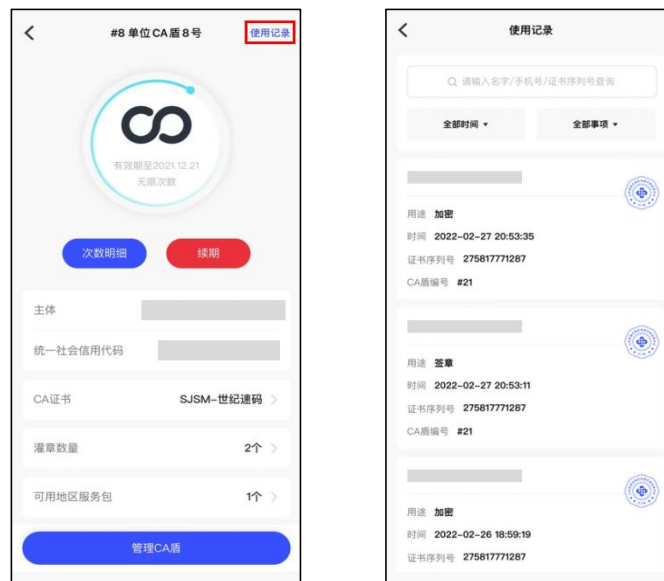 #8 单位CA盾8号
使用记录
有效期至2021.12.21
无限次数
次数明细
续期
主体
统一社会信用代码
CA证书
SJSM-世纪速码
灌章数量
2个
可用地区服务包
1个
管理CA盾
使用记录
请输入名字/手机号/证书序列号查询
全部时间
全部事项
用途 加密
时间 2022-02-27 20:53:35
证书序列号 275817771287
CA盾编号 #21
用途 签章
时间 2022-02-27 20:53:11
证书序列号 275817771287
CA盾编号 #21
用途 加密
时间 2022-02-26 18:59:19
证书序列号 275817771287